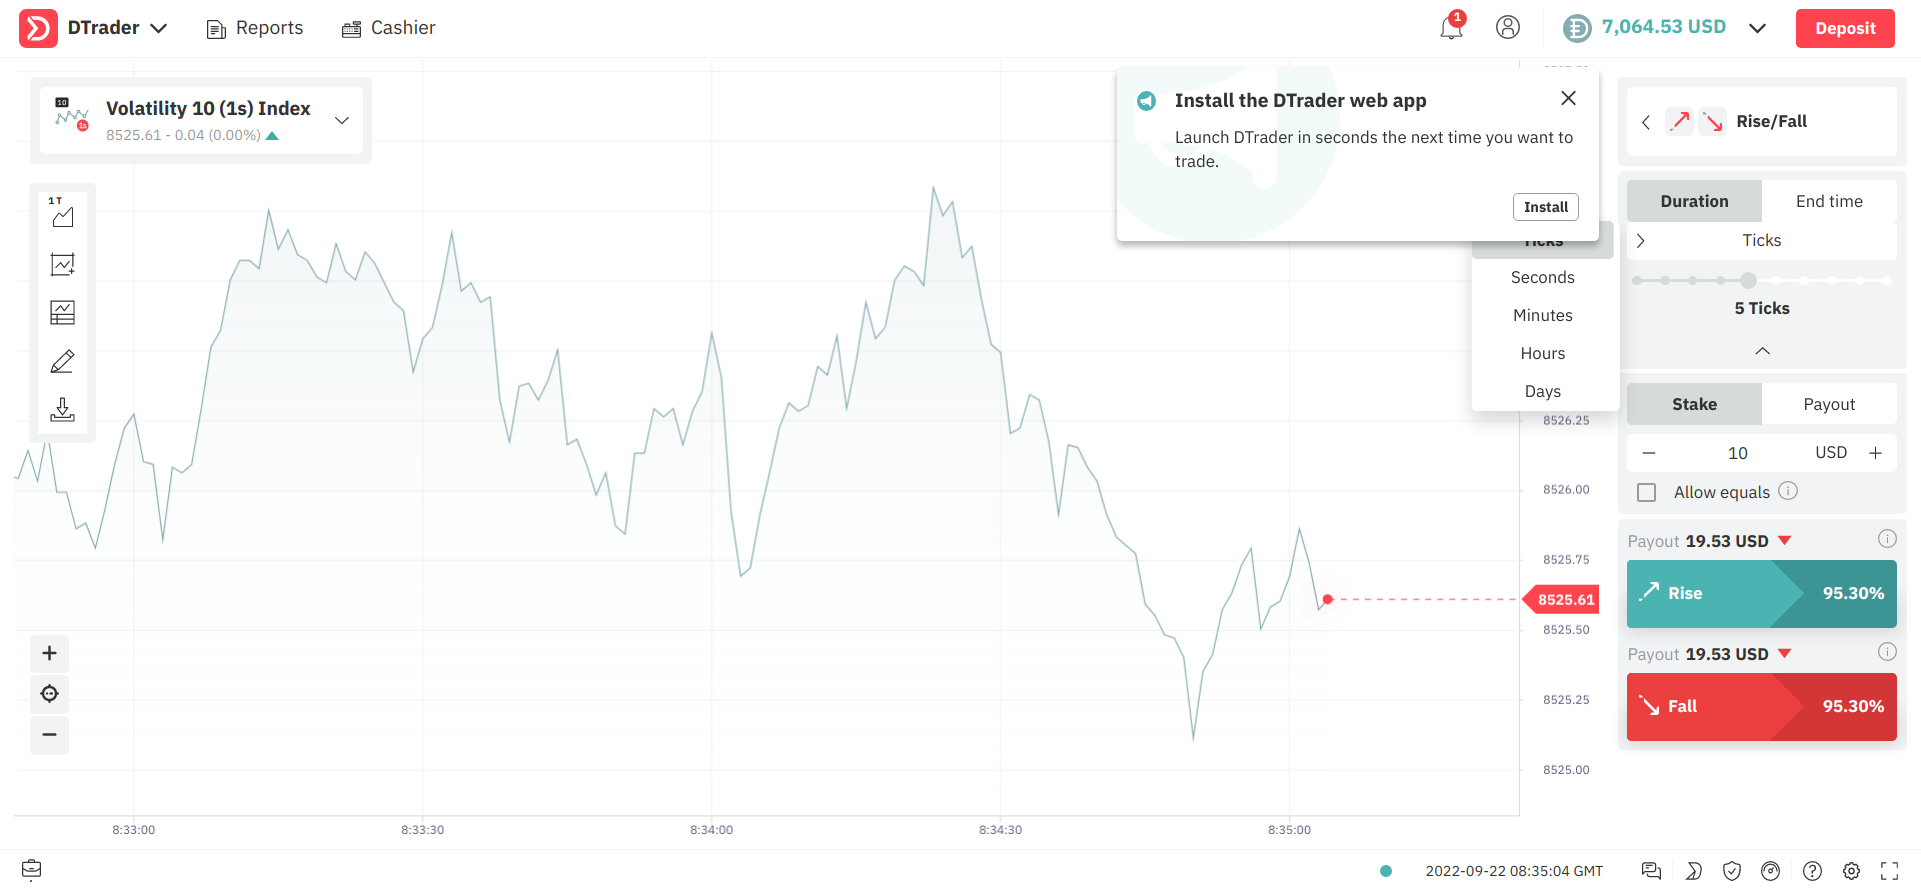 DTrader
Reports
Cashier
1
7,064.53 USD
Deposit
10
1s
Volatility 10 (1s) Index
8525.61 - 0.04 (0.00%)
1 T
Install the DTrader web app
Launch DTrader in seconds the next time you want to
trade.
Install
Ticks
Seconds
Minutes
Hours
Days
8526.25
8526.00
8525.75
8525.61
8525.50
8525.25
8525.00
8:33:00
8:33:30
8:34:00
8:34:30
8:35:00
Rise/Fall
Duration
End time
Ticks
5 Ticks
Stake
Payout
10
USD
Allow equals
Payout 19.53 USD
Rise
95.30%
Payout 19.53 USD
Fall
95.30%
2022-09-22 08:35:04 GMT